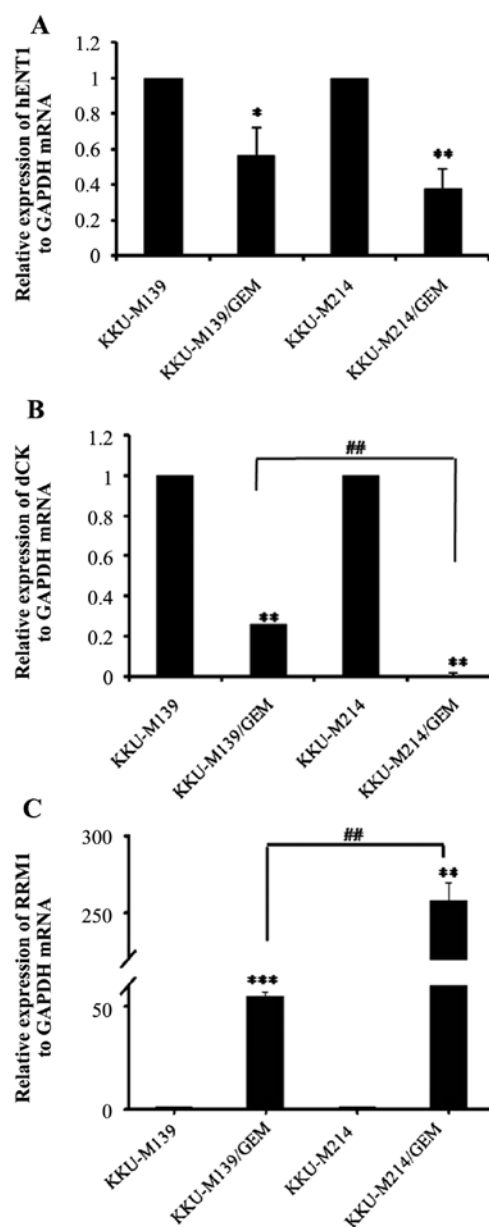 A
Relative expression of hENT1
to GAPDH mRNA
1.2
1
0.8
0.6
0.4
0.2
0
*
**
KKU-M139
KKU-M139/GEM
KKU-M214
KKU-M214/GEM
B
Relative expression of dCK
to GAPDH mRNA
1.2
1
0.8
0.6
0.4
0.2
0
##
**
**
KKU-M139
KKU-M139/GEM
KKU-M214
KKU-M214/GEM
C
Relative expression of RRM1
to GAPDH mRNA
300
250
50
0
##
***
**
KKU-M139
KKU-M139/GEM
KKU-M214
KKU-M214/GEM